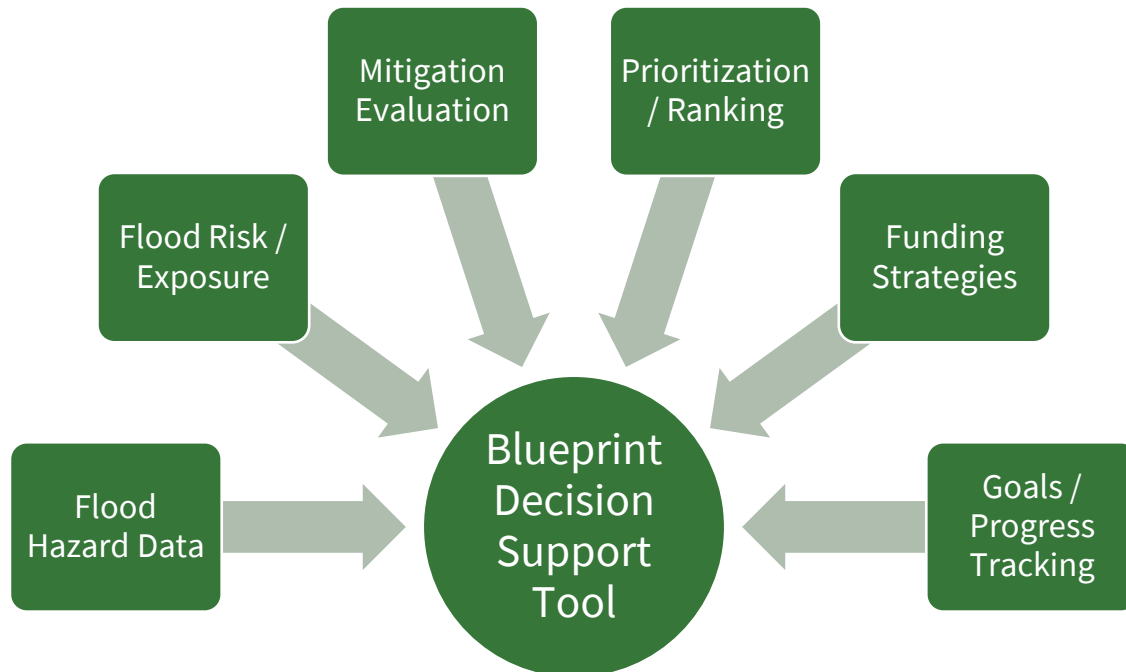 Mitigation
Evaluation
Prioritization
/ Ranking
Flood Risk /
Exposure
Funding
Strategies
Flood
Hazard Data
Blueprint
Decision
Support
Tool
Goals /
Progress
Tracking